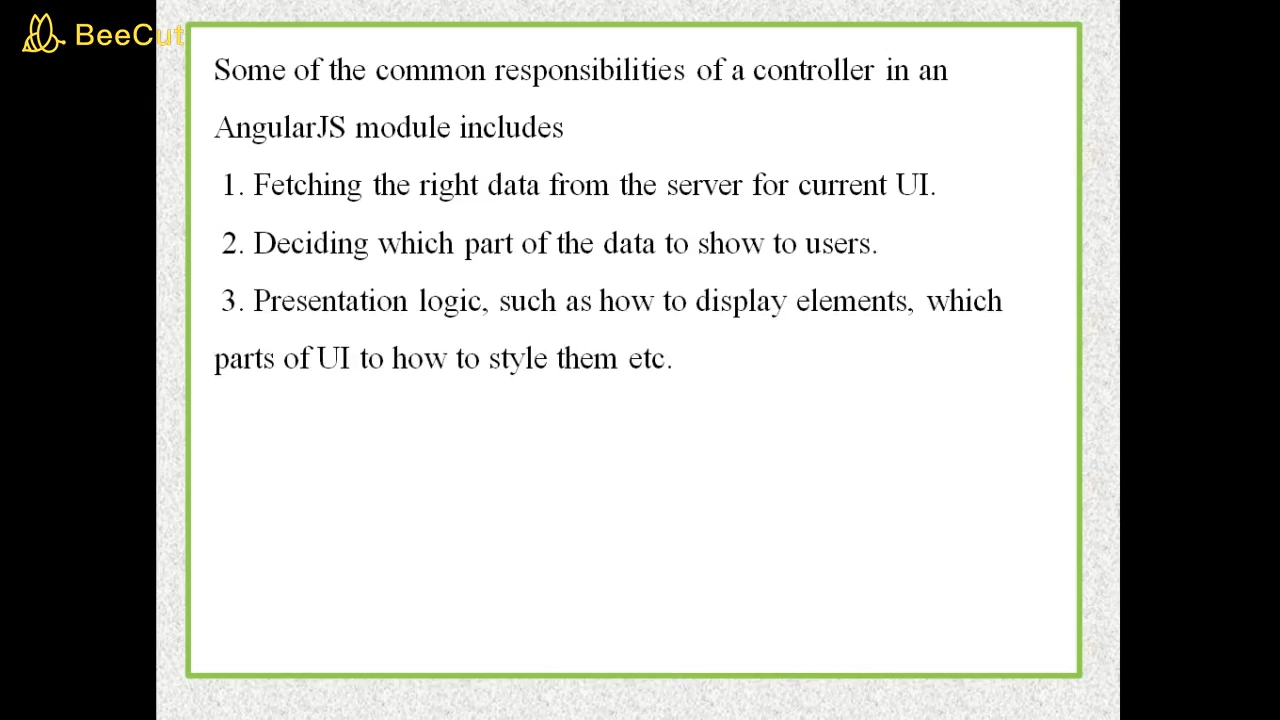 BeeCut
Some of the common responsibilities of a controller in an
AngularJS module includes
1. Fetching the right data from the server for current UI.
2. Deciding which part of the data to show to users.
3. Presentation logic, such as how to display elements, which
parts of UI to how to style them etc.